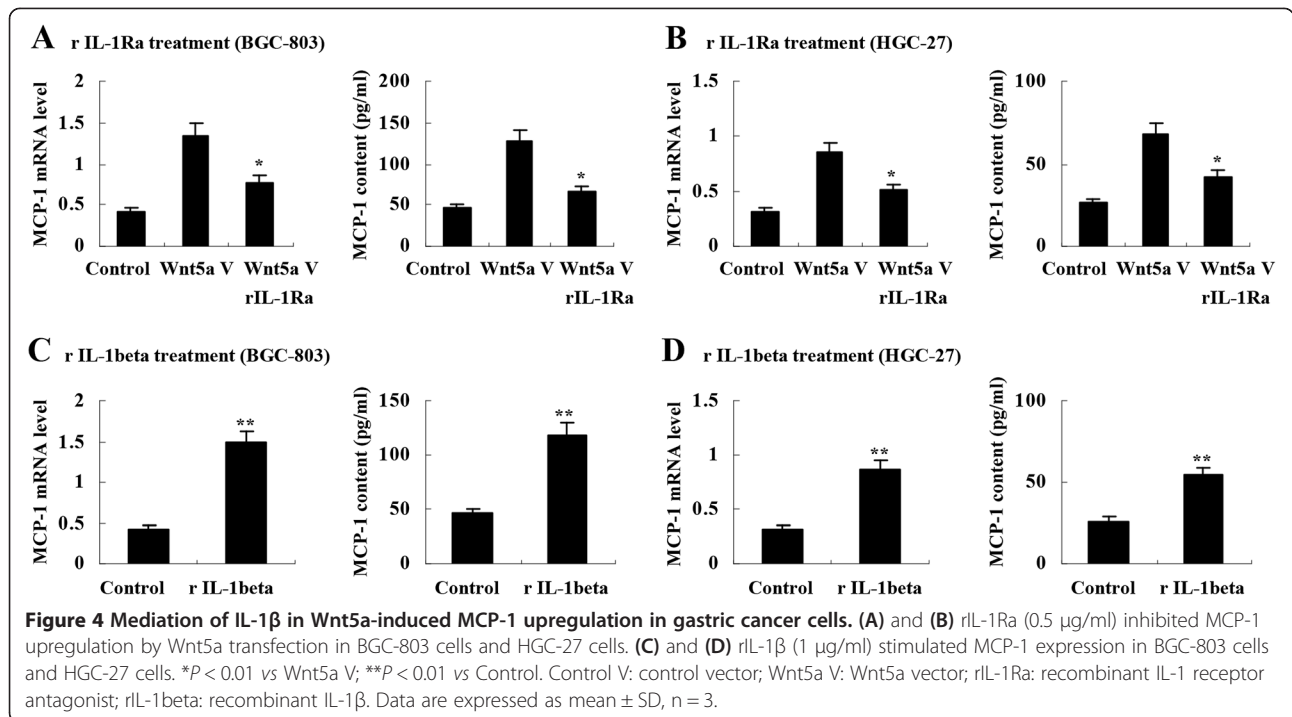 A r IL-1Ra treatment (BGC-803)
MCP-1 mRNA level
2
1.5
1
0.5
0
*
Control Wnt5a V Wnt5a V
rIL-1Ra
MCP-1 content (pg/ml)
200
150
100
50
0
*
Control Wnt5a V Wnt5a V
rIL-1Ra
B r IL-1Ra treatment (HGC-27)
MCP-1 mRNA level
1.5
1
0.5
0
*
Control Wnt5a V Wnt5a V
rIL-1Ra
MCP-1 content (pg/ml)
100
50
0
*
Control Wnt5a V Wnt5a V
rIL-1Ra
C r IL-1beta treatment (BGC-803)
MCP-1 mRNA level
2
1.5
1
0.5
0
**
Control r IL-1beta
MCP-1 content (pg/ml)
150
100
50
0
**
Control r IL-1beta
D r IL-1beta treatment (HGC-27)
MCP-1 mRNA level
1.5
1
0.5
0
**
Control r IL-1beta
MCP-1 content (pg/ml)
100
50
0
**
Control r IL-1beta
Figure 4 Mediation of IL-1β in Wnt5a-induced MCP-1 upregulation in gastric cancer cells. (A) and (B) rIL-1Ra (0.5 μg/ml) inhibited MCP-1
upregulation by Wnt5a transfection in BGC-803 cells and HGC-27 cells. (C) and (D) rIL-1β (1 μg/ml) stimulated MCP-1 expression in BGC-803 cells
and HGC-27 cells. *P < 0.01 vs Wnt5a V; **P < 0.01 vs Control. Control V: control vector; Wnt5a V: Wnt5a vector; rIL-1Ra: recombinant IL-1 receptor
antagonist; rIL-1beta: recombinant IL-1β. Data are expressed as mean ± SD, n = 3.